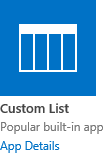 Custom List
Popular built-in app
App Details